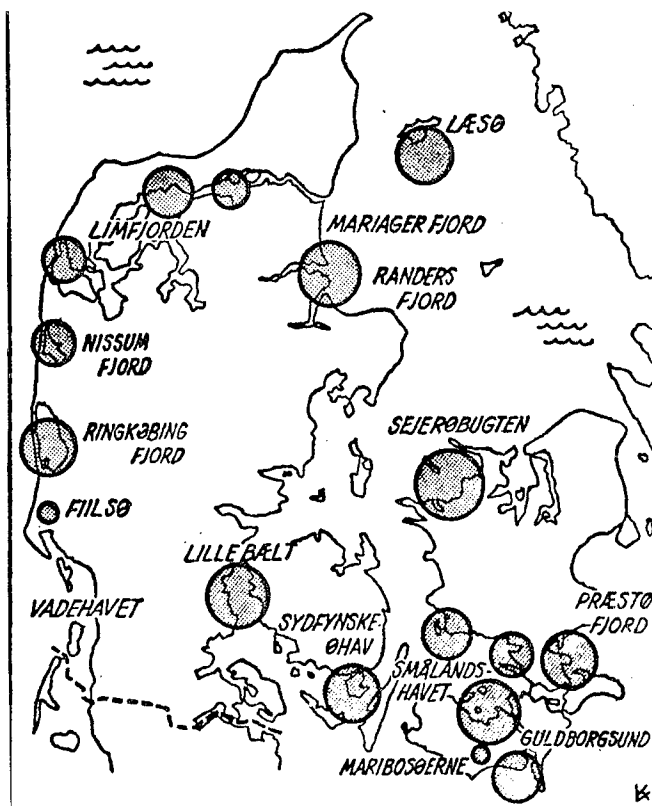 LÆSØ
LIMFJORDEN
MARIAGER FJORD
RANDERS
FJORD
NISSUM
FJORD
RINGKØBING
FJORD
SEJERØBUGTEN
FIILSØ
LILLE BÆLT
VADEHAVET
SYDFYNSKE-
ØHAV
PRÆSTØ
FJORD
SMÅLANDS-
HAVET
GULDBORGSUND
MARIBOSØERNE